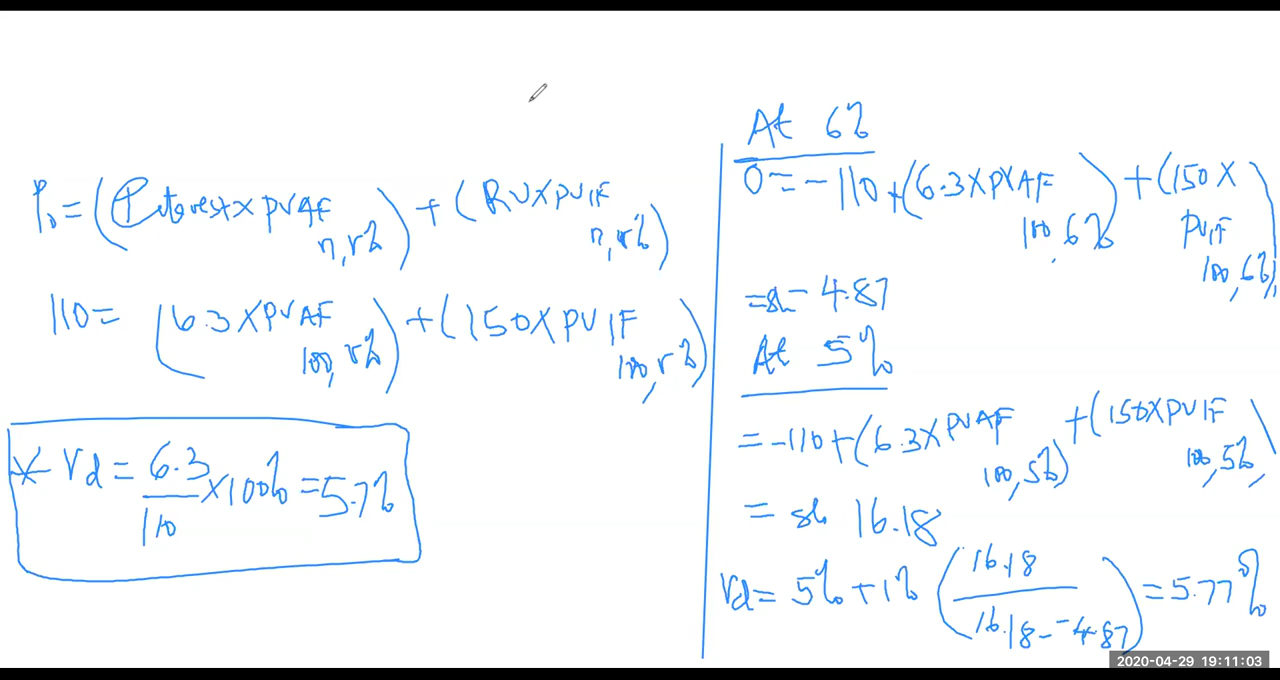 P₀ = (Interest x PVAF n, r%) + (RV x PVIF n, r%)
110 = (6.3 x PVAF 100, r%) + (150 x PVIF 100, r%)
* rd = 6.3/110 x 100% = 5.7%
At 6%
0 = -110 + (6.3 x PVAF 100, 6%) + (150 x PVIF 100, 6%)
= sh - 4.87
At 5%
= -110 + (6.3 x PVAF 100, 5%) + (150 x PVIF 100, 5%)
= sh 16.18
rd = 5% + 1% (16.18 / 16.18 - -4.87) = 5.77%
2020-04-29 19:11:03